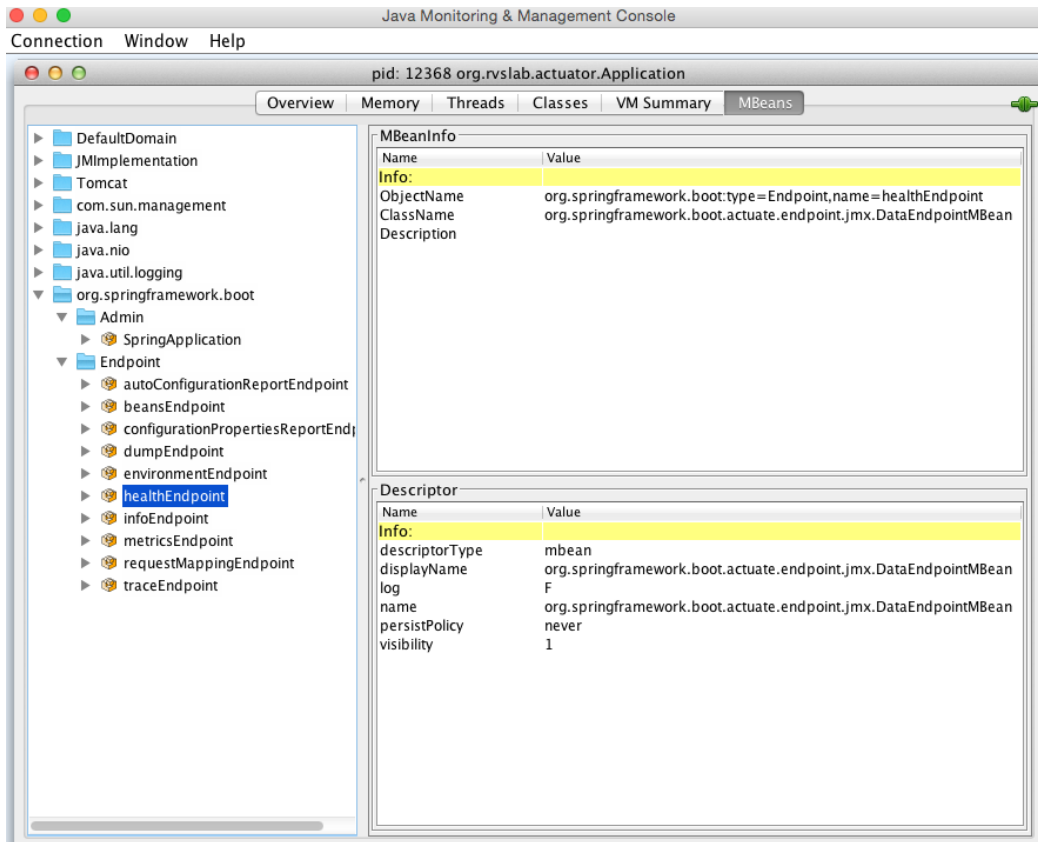 Java Monitoring & Management Console
Connection Window Help
pid: 12368 org.rvslab.actuator.Application
Overview Memory Threads Classes VM Summary MBeans
DefaultDomain
JMImplementation
Tomcat
com.sun.management
java.lang
java.nio
java.util.logging
org.springframework.boot
Admin
SpringApplication
Endpoint
autoConfigurationReportEndpoint
beansEndpoint
configurationPropertiesReportEndp
dumpEndpoint
environmentEndpoint
healthEndpoint
infoEndpoint
metricsEndpoint
requestMappingEndpoint
traceEndpoint
MBeanInfo
Name Value
Info:
ObjectName org.springframework.boot:type=Endpoint,name=healthEndpoint
ClassName org.springframework.boot.actuate.endpoint.jmx.DataEndpointMBean
Description
Descriptor
Name Value
Info:
descriptorType mbean
displayName org.springframework.boot.actuate.endpoint.jmx.DataEndpointMBean
log F
name org.springframework.boot.actuate.endpoint.jmx.DataEndpointMBean
persistPolicy never
visibility 1